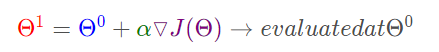 Θ¹ = Θ⁰ + α▽J(Θ) → evaluatedatΘ⁰